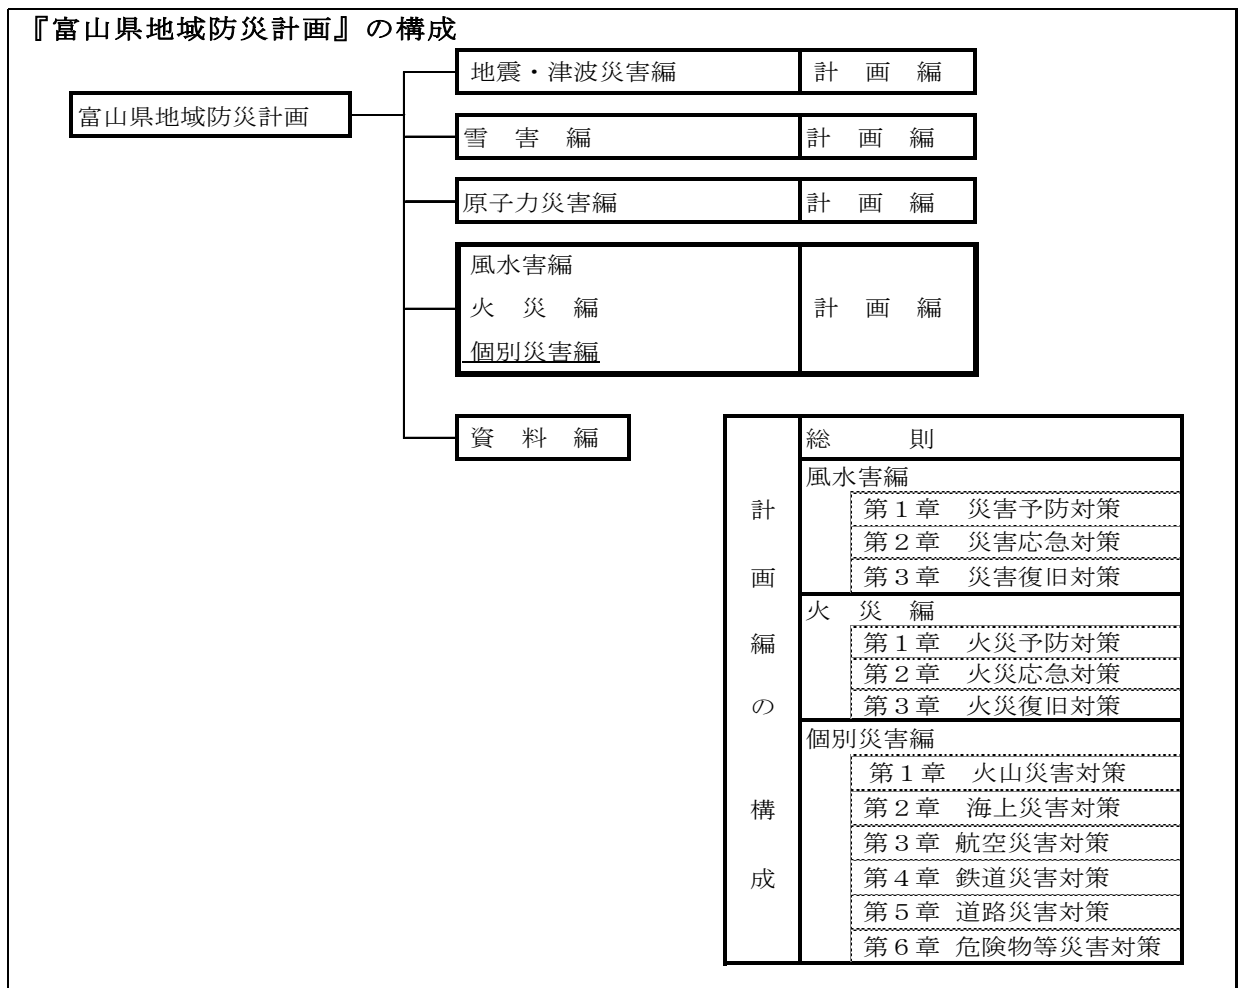 『富山県地域防災計画』の構成
地震・津波災害編　計　画　編
富山県地域防災計画
雪　害　編　計　画　編
原子力災害編　計　画　編
風水害編
火　災　編　計　画　編
個別災害編
資　料　編
計画編の構成
総　　則
風水害編
第１章　災害予防対策
第２章　災害応急対策
第３章　災害復旧対策
火　災　編
第１章　火災予防対策
第２章　火災応急対策
第３章　火災復旧対策
個別災害編
第１章　火山災害対策
第２章　海上災害対策
第３章 航空災害対策
第４章 鉄道災害対策
第５章 道路災害対策
第６章 危険物等災害対策